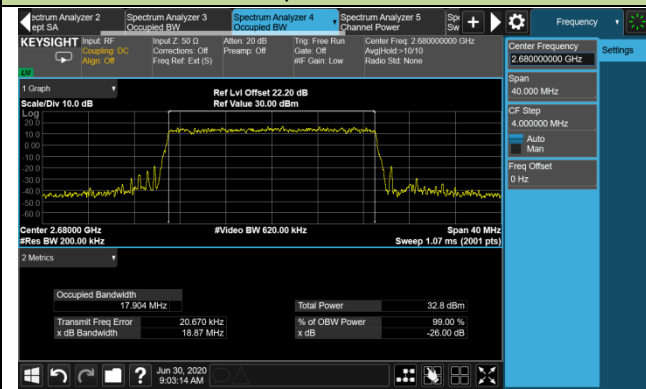 ectrum Analyzer 2
ept SA
Spectrum Analyzer 3
Occupied BW
Spectrum Analyzer 4
Occupied BW
Spectrum Analyzer 5
Channel Power
Sp
Sw
Frequency
KEYSIGHT
Input: RF
Coupling: DC
Align: Off
Input Z: 50 Ω
Corrections: Off
Freq Ref: Ext (S)
Atten: 20 dB
Preamp: Off
Trig: Free Run
Gate: Off
#IF Gain: Low
Center Freq: 2.680000000 GHz
Avg|Hold:>10/10
Radio Std: None
Center Frequency
2.680000000 GHz
Settings
Span
40.000 MHz
CF Step
4.000000 MHz
Auto
Man
Freq Offset
0 Hz
1 Graph
Scale/Div 10.0 dB
Ref Lvl Offset 22.20 dB
Ref Value 30.00 dBm
Log
20.0
10.0
0.00
-10.0
-20.0
-30.0
-40.0
-50.0
-60.0
Center 2.68000 GHz
#Res BW 200.00 kHz
#Video BW 620.00 kHz
Span 40 MHz
Sweep 1.07 ms (2001 pts)
2 Metrics
Occupied Bandwidth
17.904 MHz
Total Power 32.8 dBm
Transmit Freq Error 20.670 kHz
% of OBW Power 99.00 %
x dB Bandwidth 18.87 MHz
x dB -26.00 dB
Jun 30, 2020
9:03:14 AM